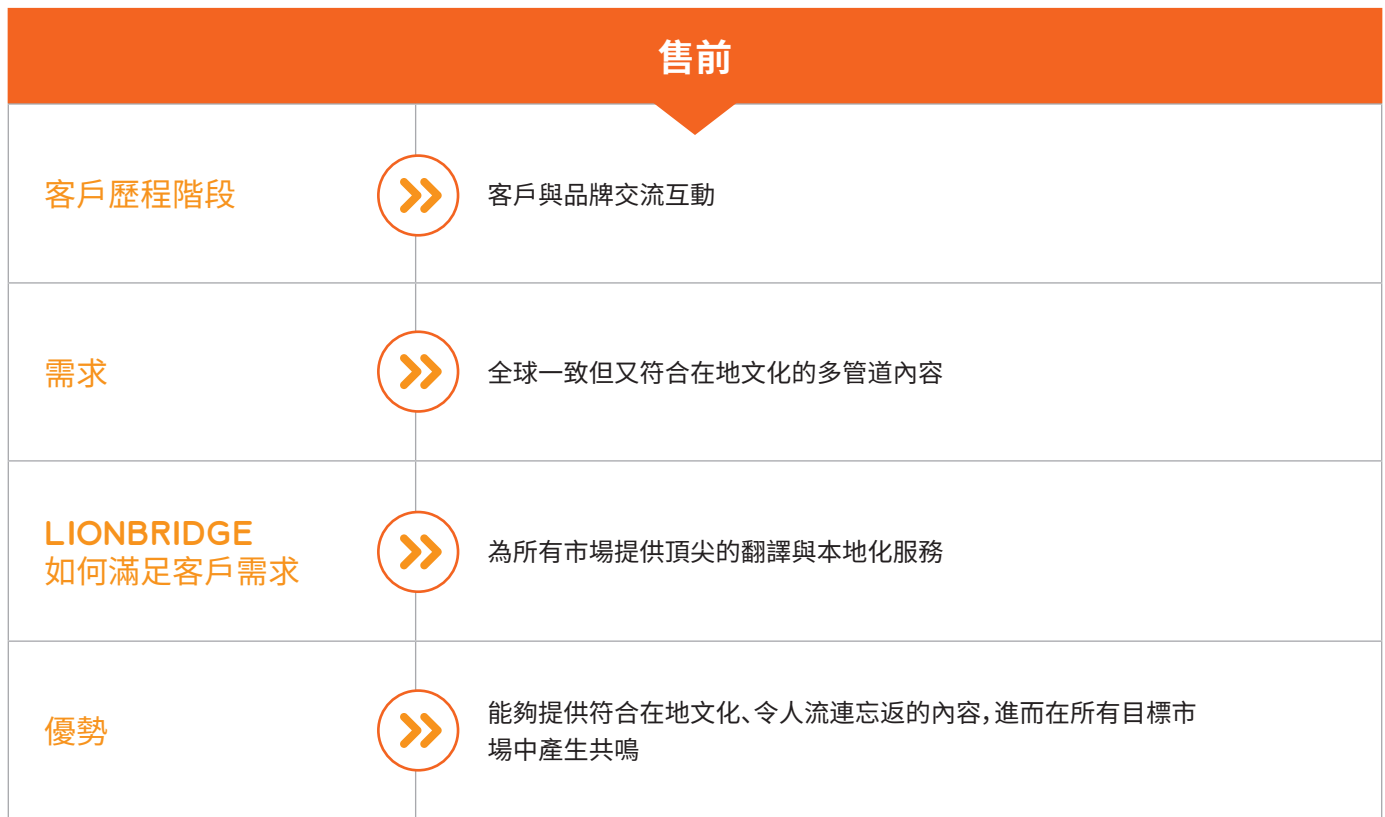 售前
客戶歷程階段
客戶與品牌交流互動
需求
全球一致但又符合在地文化的多管道內容
LIONBRIDGE
如何滿足客戶需求
為所有市場提供頂尖的翻譯與本地化服務
優勢
能夠提供符合在地文化、令人流連忘返的內容，進而在所有目標市
場中產生共鳴